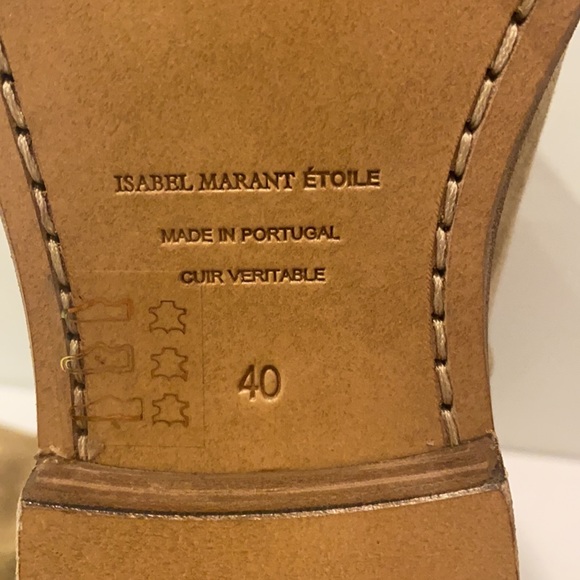 ISABEL MARANT ÉTOILE
MADE IN PORTUGAL
CUIR VERITABLE
40